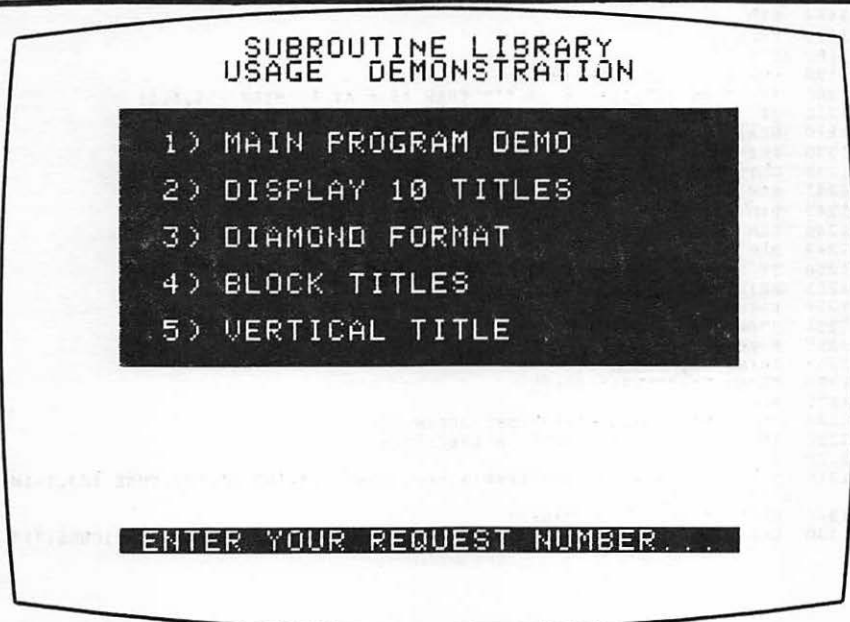 SUBROUTINE LIBRARY
USAGE DEMONSTRATION
1) MAIN PROGRAM DEMO
2) DISPLAY 10 TITLES
3) DIAMOND FORMAT
4) BLOCK TITLES
5) VERTICAL TITLE
ENTER YOUR REQUEST NUMBER...